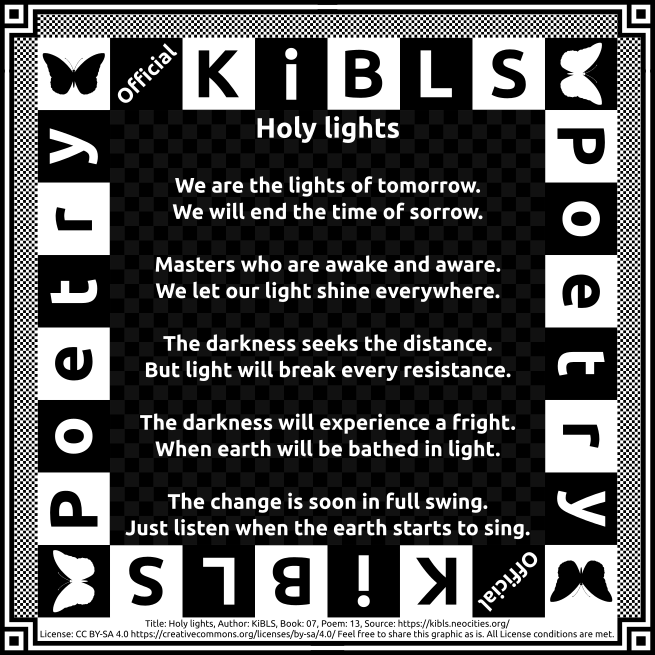 Official KiBLS
Poetry
Poetry
Holy lights
We are the lights of tomorrow.
We will end the time of sorrow.
Masters who are awake and aware.
We let our light shine everywhere.
The darkness seeks the distance.
But light will break every resistance.
The darkness will experience a fright.
When earth will be bathed in light.
The change is soon in full swing.
Just listen when the earth starts to sing.
Official KiBLS
Title: Holy lights, Author: KiBLS, Book: 07, Poem: 13, Source: https://kibls.neocities.org/
License: CC BY-SA 4.0 https://creativecommons.org/licenses/by-sa/4.0/ Feel free to share this graphic as is. All License conditions are met.